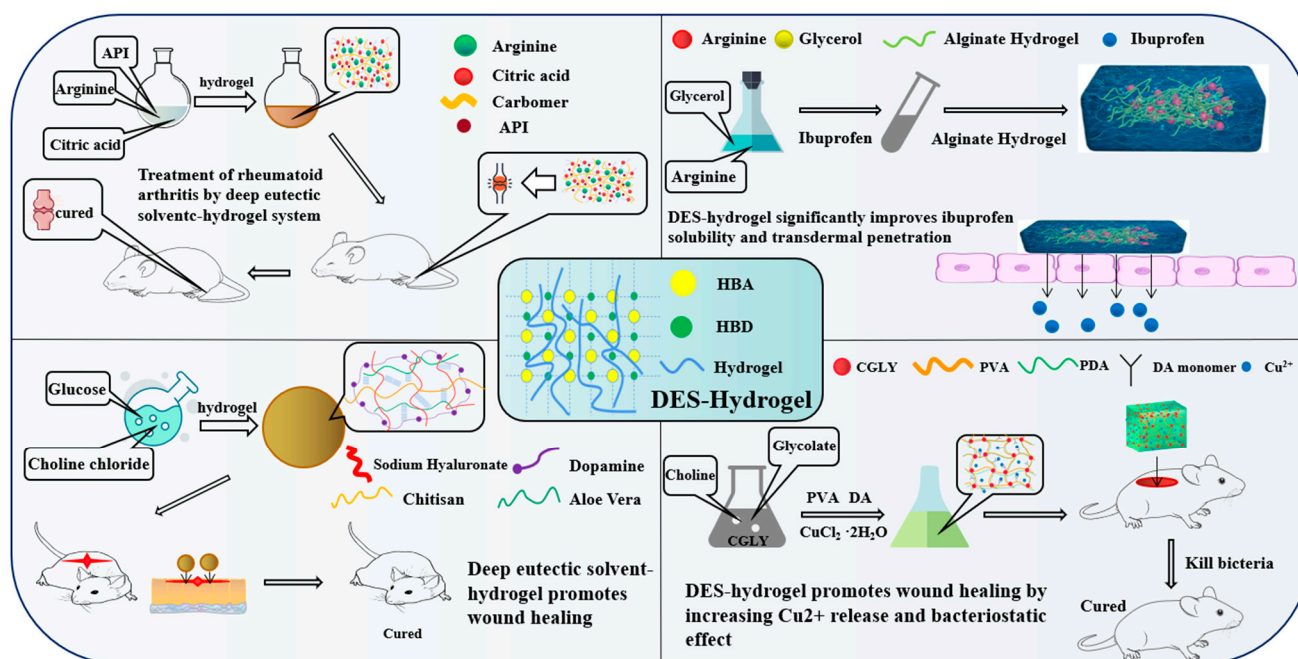 API
Arginine
Citric acid
hydrogel
Arginine
Citric acid
Carbomer
API
Treatment of rheumatoid
arthritis by deep eutectic
solventc-hydrogel system
cured
Arginine
Glycerol
Alginate Hydrogel
Ibuprofen
Glycerol
Arginine
Ibuprofen
Alginate Hydrogel
DES-hydrogel significantly improves ibuprofen
solubility and transdermal penetration
HBA
HBD
Hydrogel
DES-Hydrogel
Glucose
Choline chloride
hydrogel
Sodium Hyaluronate
Dopamine
Chitisan
Aloe Vera
Deep eutectic solvent-
hydrogel promotes
wound healing
Cured
CGLY
PVA
PDA
DA monomer
Cu²⁺
Choline
Glycolate
CGLY
PVA DA
CuCl₂ ·2H₂O
Kill bicteria
Cured
DES-hydrogel promotes wound healing by
increasing Cu2+ release and bacteriostatic
effect